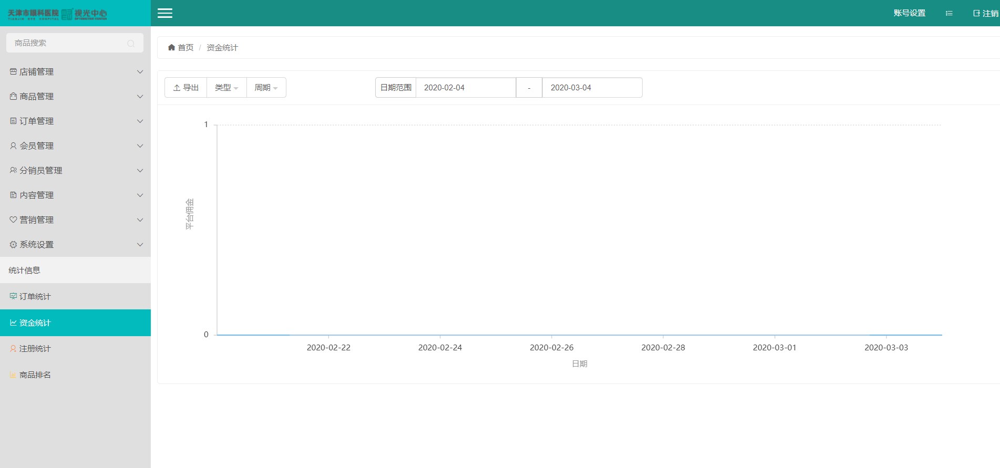 天津市眼科医院 视光中心
TIANJIN EYE HOSPITAL OPTOMETRIC CENTER
账号设置
注销
商品搜索
店铺管理
商品管理
订单管理
会员管理
分销员管理
内容管理
营销管理
系统设置
统计信息
订单统计
资金统计
注册统计
商品排名
首页 / 资金统计
导出 类型 周期 日期范围 2020-02-04 - 2020-03-04
1
平台佣金
0
2020-02-22 2020-02-24 2020-02-26 2020-02-28 2020-03-01 2020-03-03
日期